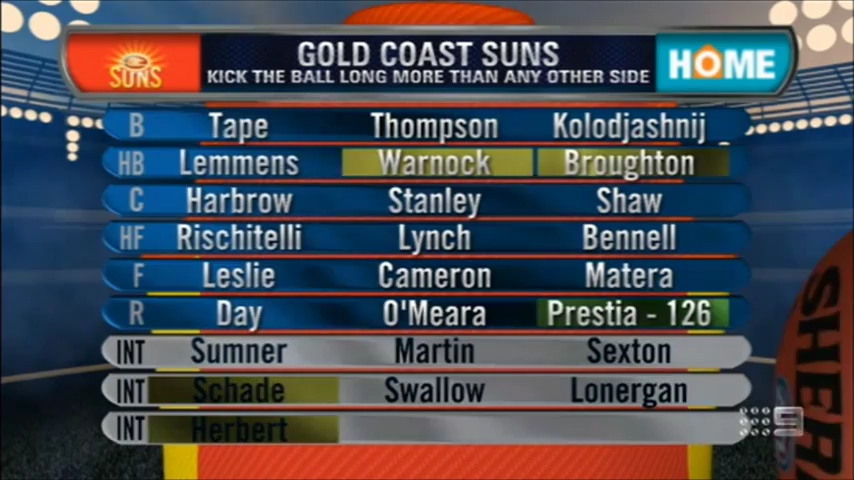 SUNS
GOLD COAST SUNS
KICK THE BALL LONG MORE THAN ANY OTHER SIDE
HOME
B Tape Thompson Kolodjashnij
HB Lemmens Warnock Broughton
C Harbrow Stanley Shaw
HF Rischitelli Lynch Bennell
F Leslie Cameron Matera
R Day O'Meara Prestia - 126
INT Sumner Martin Sexton
INT Schade Swallow Lonergan
INT Herbert
9
SHER